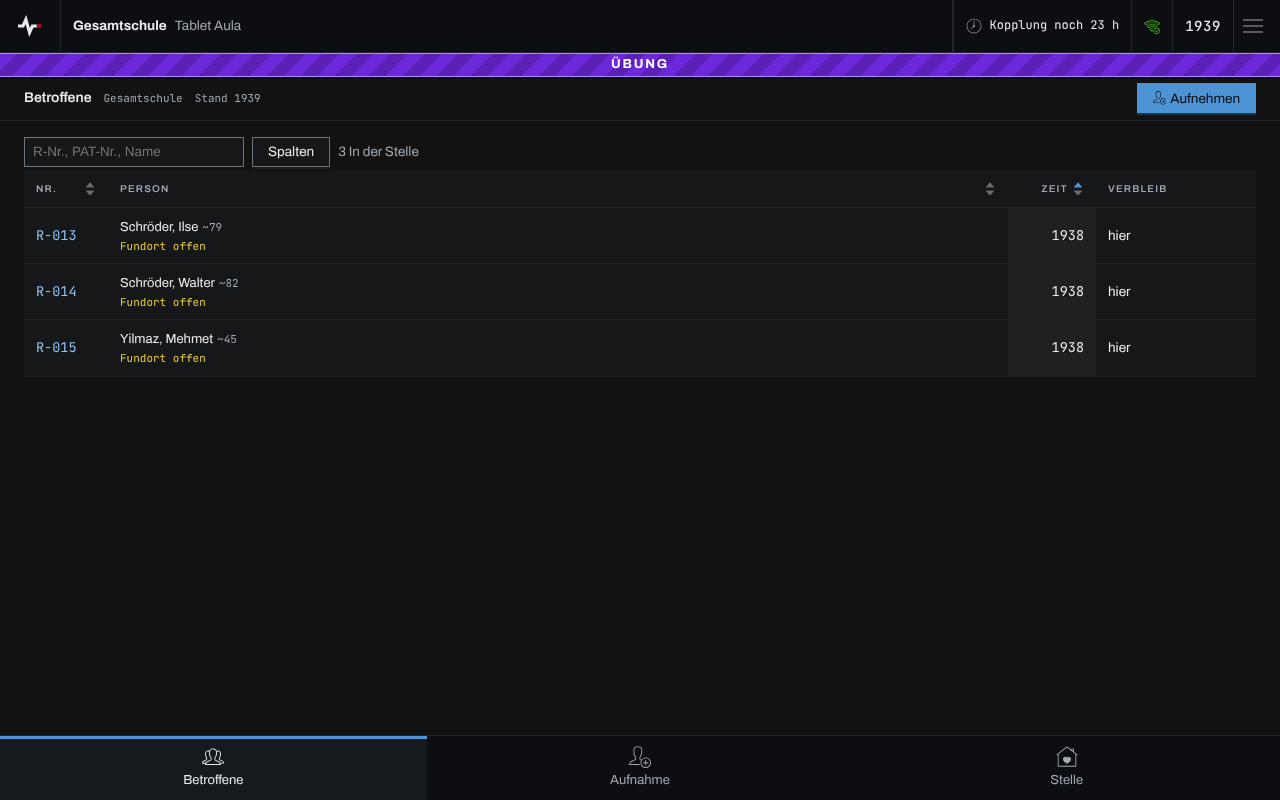 Gesamtschule Tablet Aula
Kopplung noch 23 h
1939
ÜBUNG
Betroffene Gesamtschule Stand 1939
Aufnehmen
R-Nr., PAT-Nr., Name
Spalten
3 In der Stelle
NR. PERSON ZEIT VERBLEIB
R-013 Schröder, Ilse ~79 1938 hier
Fundort offen
R-014 Schröder, Walter ~82 1938 hier
Fundort offen
R-015 Yilmaz, Mehmet ~45 1938 hier
Fundort offen
Betroffene
Aufnahme
Stelle